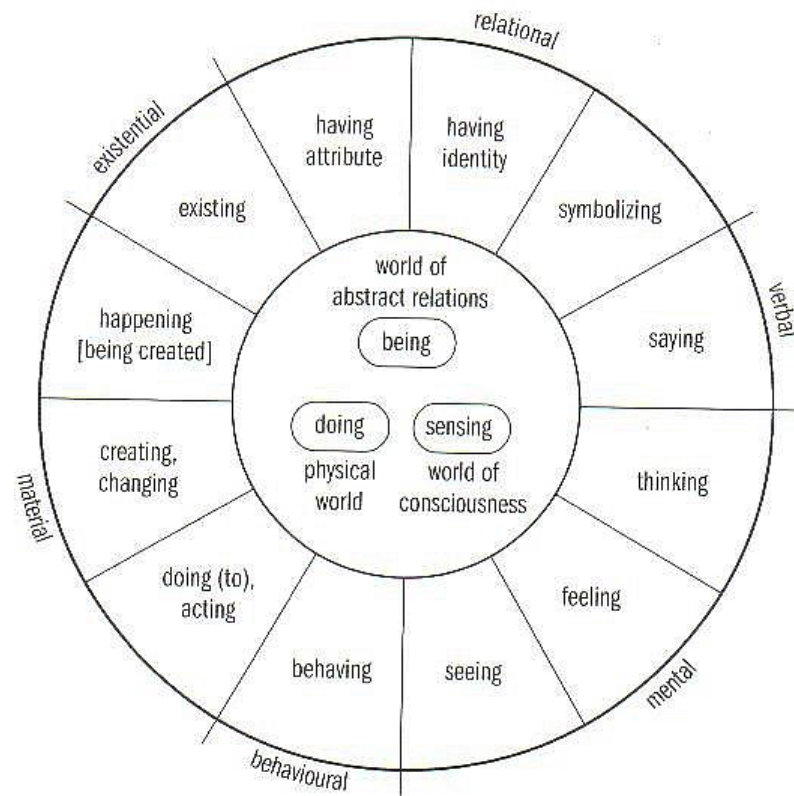 relational
existential
verbal
material
mental
behavioural
having
attribute
having
identity
symbolizing
saying
thinking
feeling
seeing
behaving
doing (to),
acting
creating,
changing
happening
[being created]
existing
world of
abstract relations
being
doing
physical
world
sensing
world of
consciousness